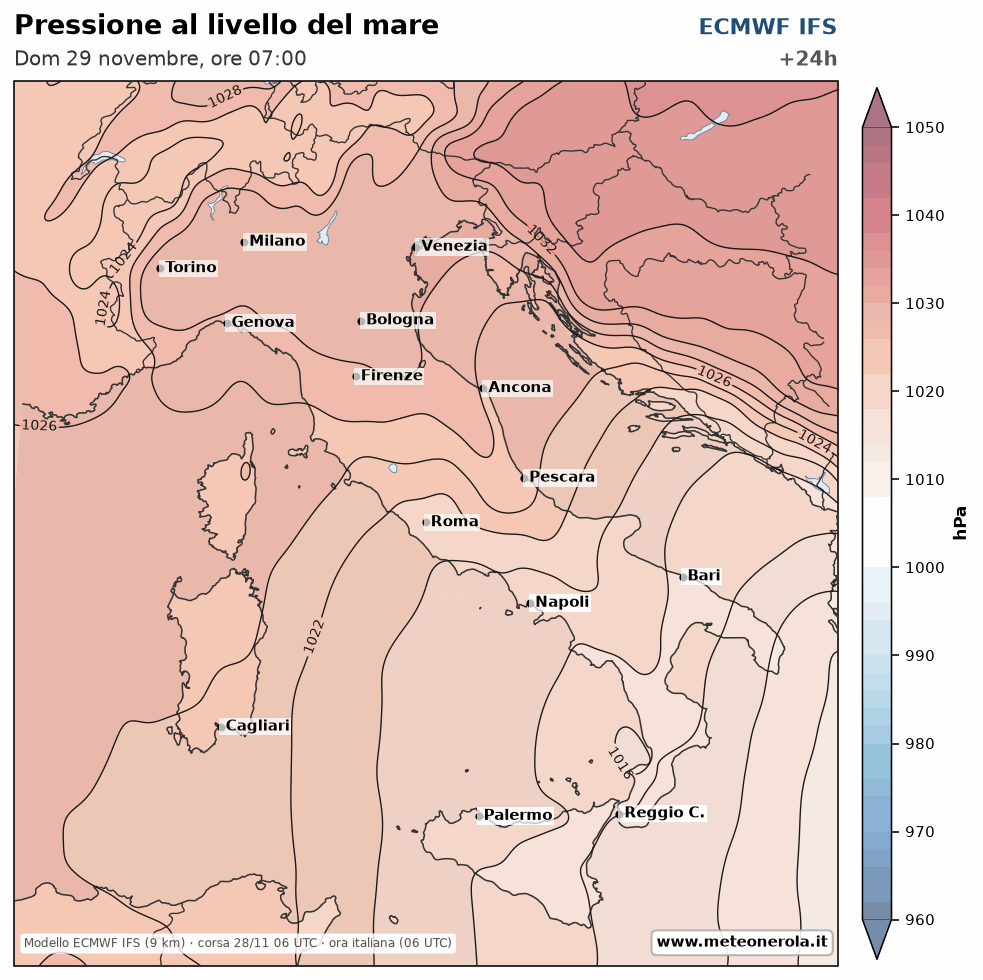 Pressione al livello del mare
ECMWF IFS
Dom 29 novembre, ore 07:00
+24h
1028
1032
1024
1024
Milano
Venezia
Torino
Genova
Bologna
Firenze
Ancona
1026
1026
1024
Pescara
Roma
Bari
Napoli
1022
Cagliari
1016
Palermo
Reggio C.
Modello ECMWF IFS (9 km) · corsa 28/11 06 UTC · ora italiana (06 UTC)
www.meteonerola.it
1050
1040
1030
1020
1010
1000
990
980
970
960
hPa